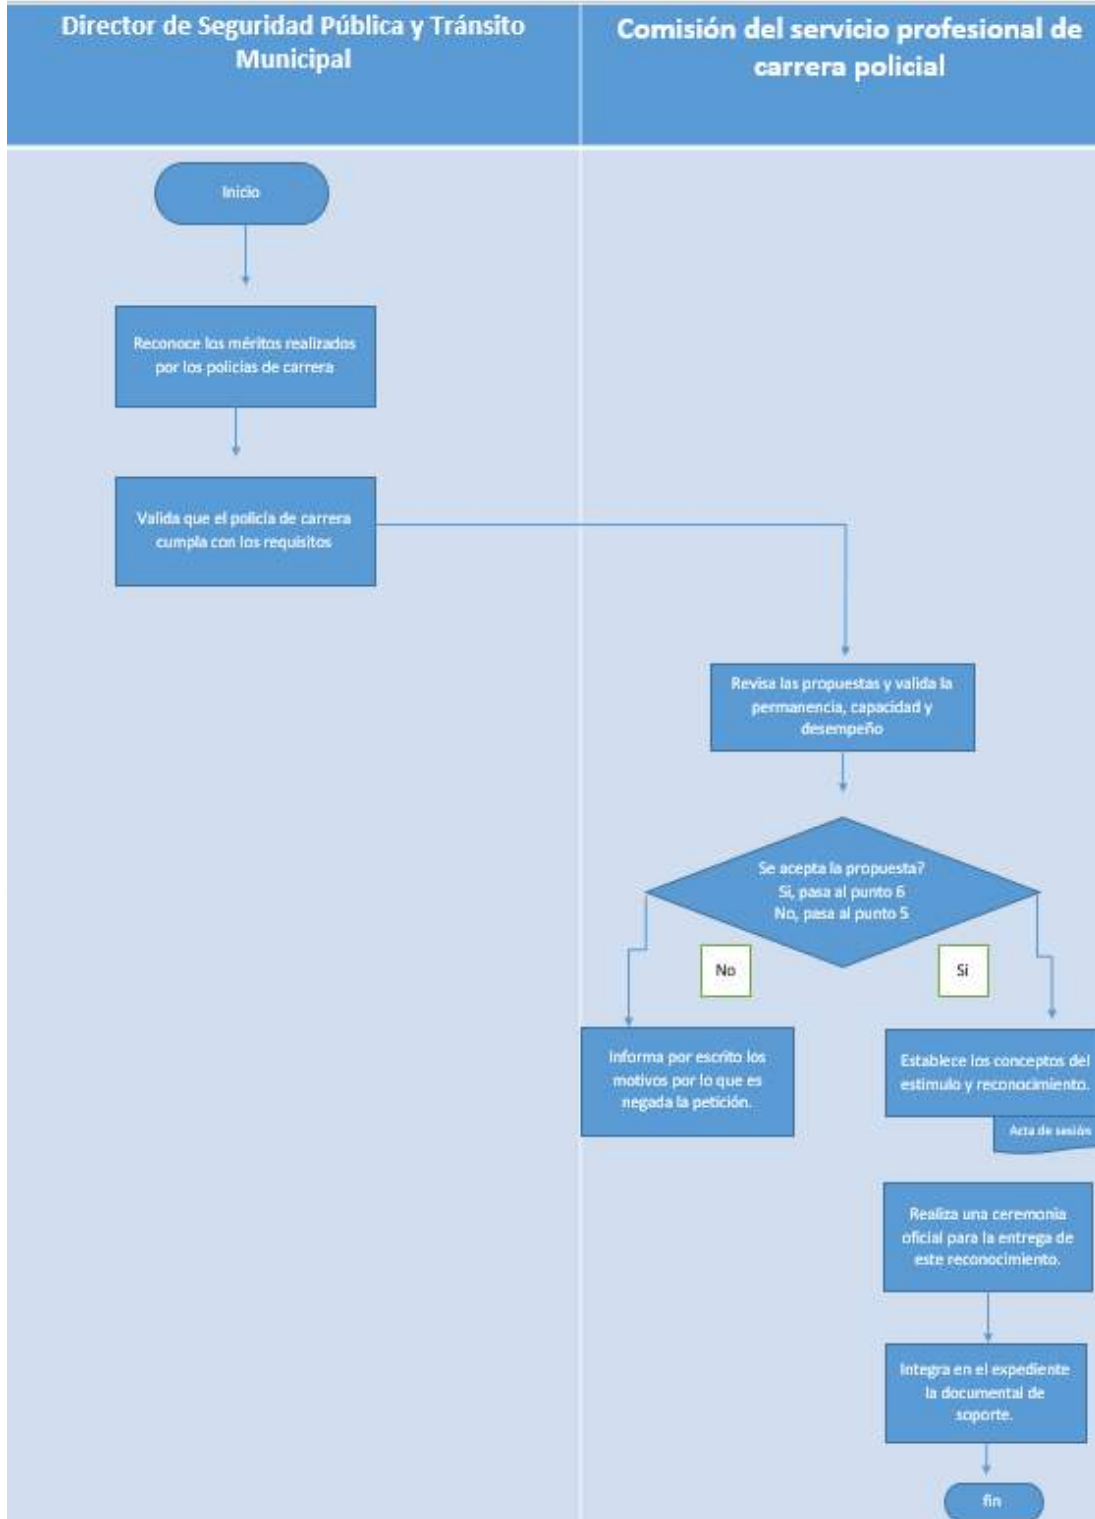 Director de Seguridad Pública y Tránsito
Municipal
Comisión del servicio profesional de
carrera policial
Inicio
Reconoce los méritos realizados
por los policías de carrera
Valida que el policía de carrera
cumpla con los requisitos
Revisa las propuestas y valida la
permanencia, capacidad y
desempeño
Se acepta la propuesta?
Si, pasa al punto 6
No, pasa al punto 5
No
Si
Informa por escrito los
motivos por lo que es
negada la petición.
Establece los conceptos del
estimulo y reconocimiento.
Acta de sesión
Realiza una ceremonia
oficial para la entrega de
este reconocimiento.
Integra en el expediente
la documental de
soporte.
fin